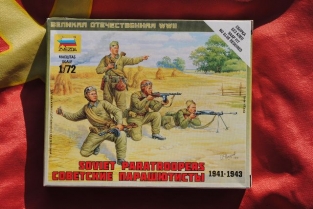 ВЕЛИКАЯ ОТЕЧЕСТВЕННАЯ WWII
ZVEZDA
1/72
SOVIET PARATROOPERS
СОВЕТСКИЕ ПАРАШЮТИСТЫ
1941-1943